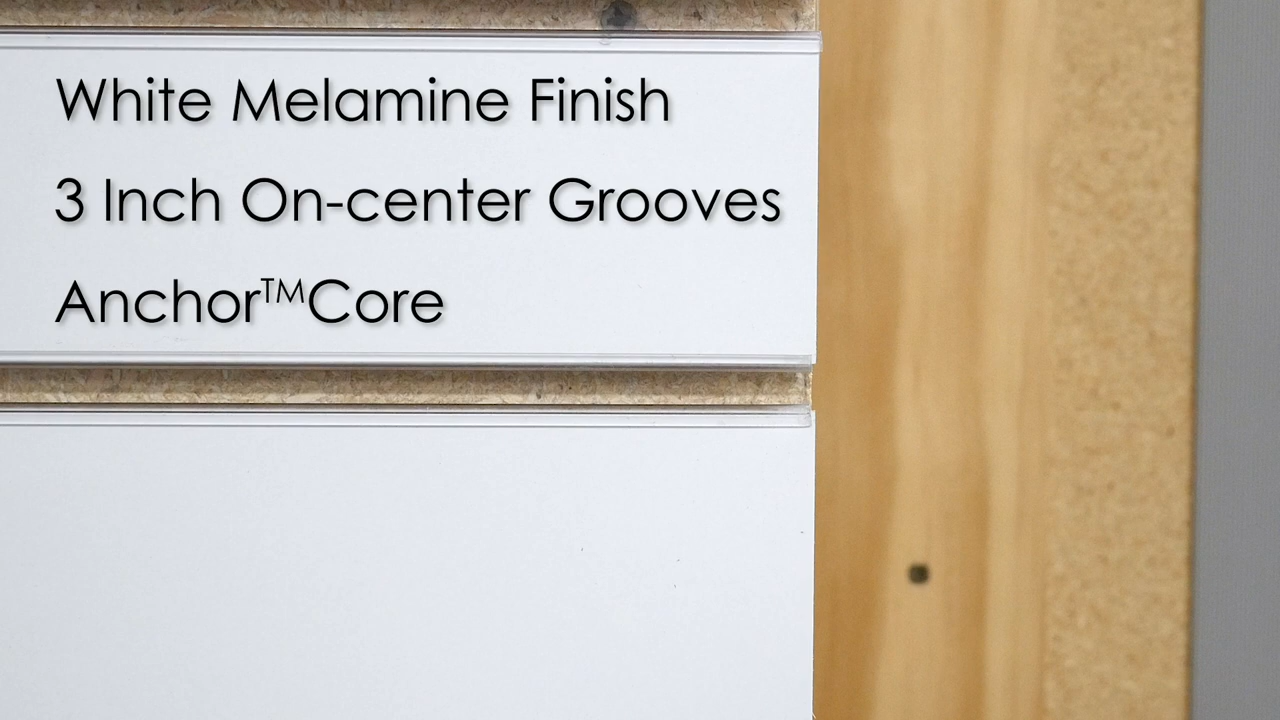 White Melamine Finish
3 Inch On-center Grooves
Anchor™Core